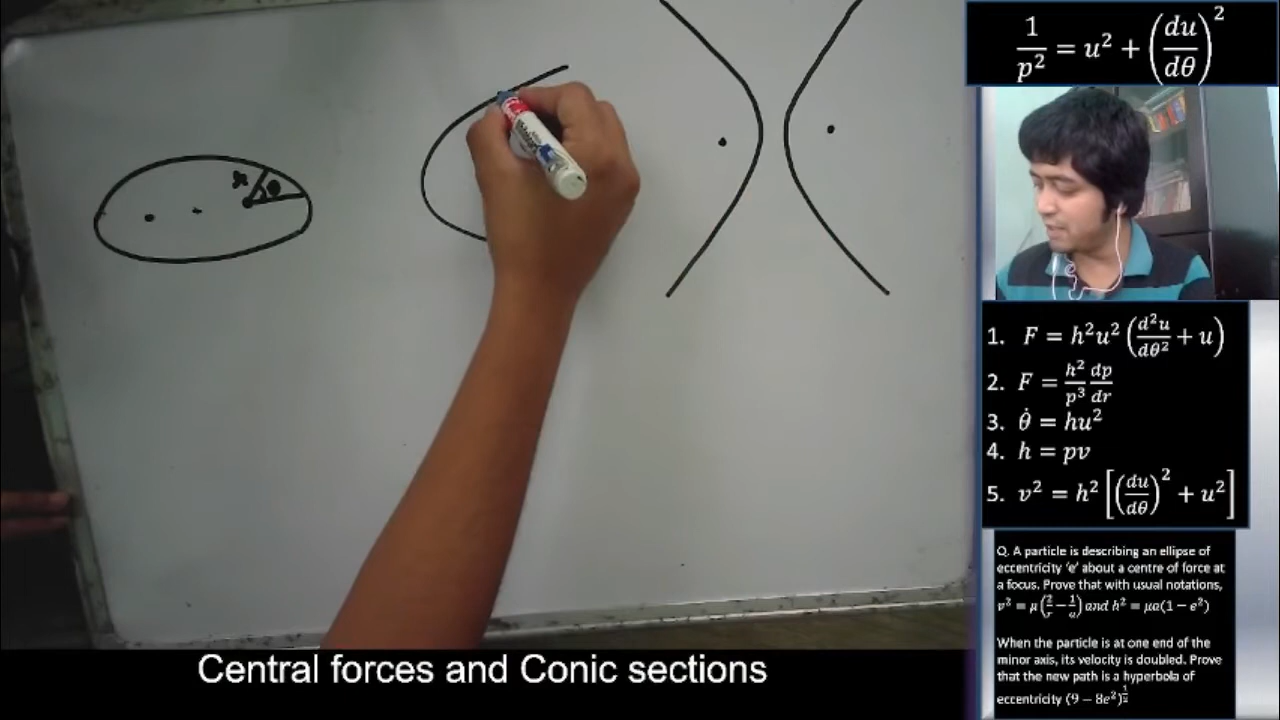 1/p² = u² + (du/dθ)²
r θ
1. F = h²u² (d²u/dθ² + u)
2. F = h²/p³ dp/dr
3. θ̇ = hu²
4. h = pv
5. v² = h² [(du/dθ)² + u²]
Q. A particle is describing an ellipse of
eccentricity 'e' about a centre of force at
a focus. Prove that with usual notations,
v² = μ(2/r − 1/a) and h² = μa(1 − e²)
When the particle is at one end of the
minor axis, its velocity is doubled. Prove
that the new path is a hyperbola of
eccentricity (9 − 8e²)^½
Central forces and Conic sections